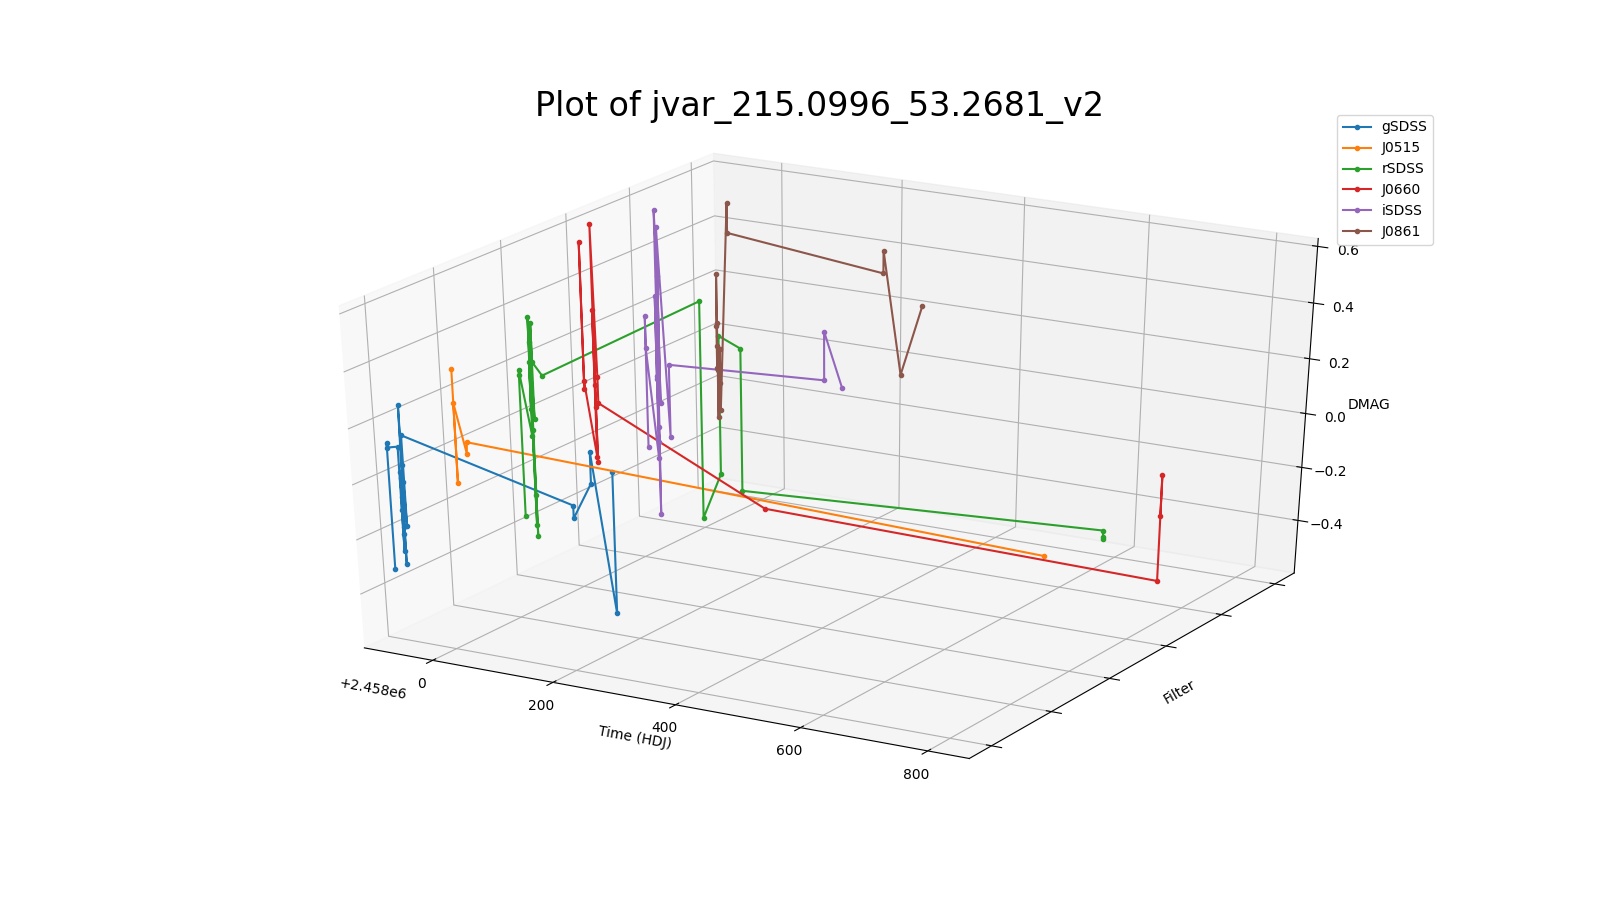 Plot of jvar_215.0996_53.2681_v2
gSDSS
J0515
rSDSS
J0660
iSDSS
J0861
0.6
0.4
0.2
0.0
−0.2
−0.4
DMAG
Filter
+2.458e6
0
200
400
600
800
Time (HDJ)